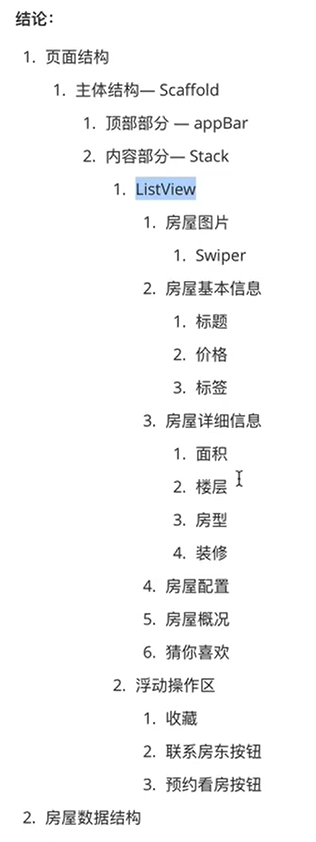 结论：
1. 页面结构
1. 主体结构— Scaffold
1. 顶部部分 — appBar
2. 内容部分— Stack
1. ListView
1. 房屋图片
1. Swiper
2. 房屋基本信息
1. 标题
2. 价格
3. 标签
3. 房屋详细信息
1. 面积
2. 楼层
3. 房型
4. 装修
4. 房屋配置
5. 房屋概况
6. 猜你喜欢
2. 浮动操作区
1. 收藏
2. 联系房东按钮
3. 预约看房按钮
2. 房屋数据结构